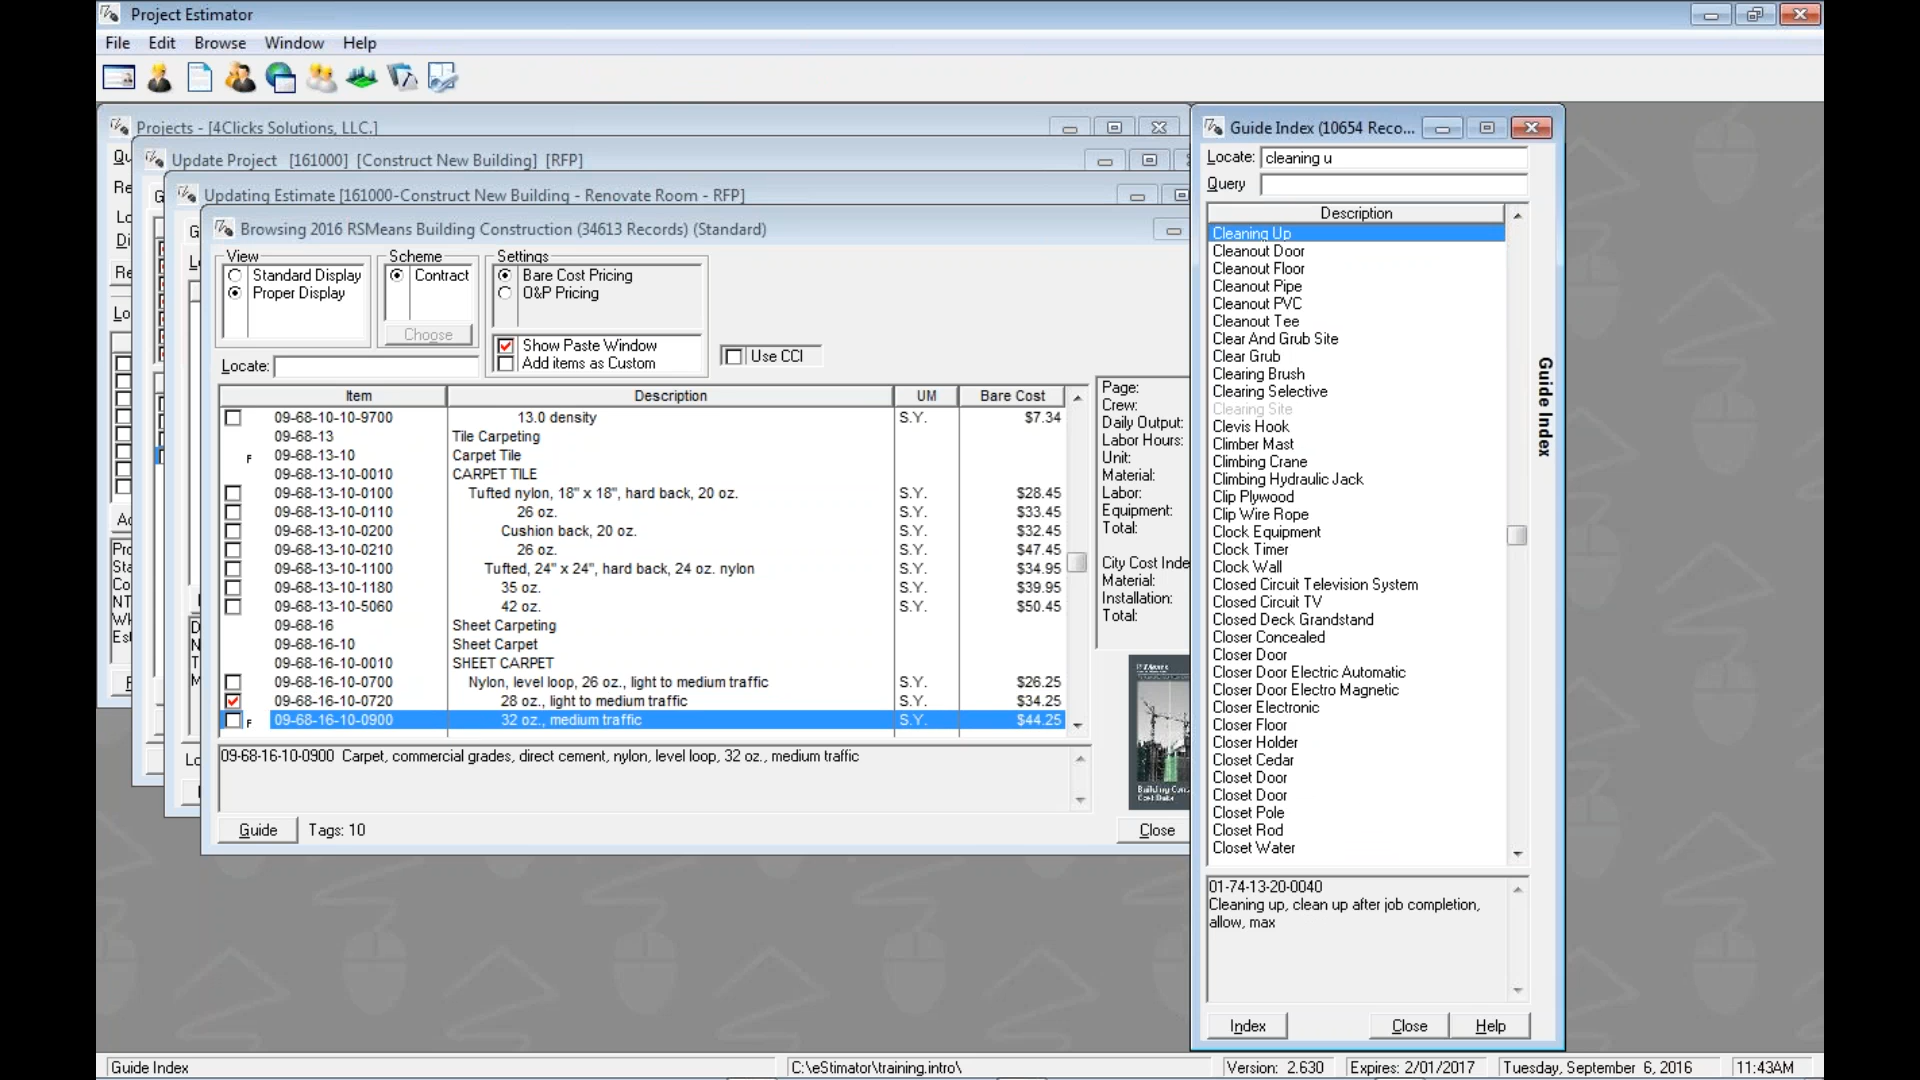 Project Estimator
File Edit Browse Window Help
Projects - [4Clicks Solutions, LLC.]
Update Project [161000] [Construct New Building] [RFP]
Updating Estimate [161000-Construct New Building - Renovate Room - RFP]
Browsing 2016 RSMeans Building Construction (34613 Records) (Standard)
View
Standard Display
Proper Display
Scheme
Contract
Choose
Settings
Bare Cost Pricing
O&P Pricing
Show Paste Window
Add items as Custom
Use CCI
Locate:
Item Description UM Bare Cost
09-68-10-10-9700 13.0 density S.Y. $7.34
09-68-13 Tile Carpeting
F 09-68-13-10 Carpet Tile
09-68-13-10-0010 CARPET TILE
09-68-13-10-0100 Tufted nylon, 18" x 18", hard back, 20 oz. S.Y. $28.45
09-68-13-10-0110 26 oz. S.Y. $33.45
09-68-13-10-0200 Cushion back, 20 oz. S.Y. $32.45
09-68-13-10-0210 26 oz. S.Y. $47.45
09-68-13-10-1100 Tufted, 24" x 24", hard back, 24 oz. nylon S.Y. $34.95
09-68-13-10-1180 35 oz. S.Y. $39.95
09-68-13-10-5060 42 oz. S.Y. $50.45
09-68-16 Sheet Carpeting
09-68-16-10 Sheet Carpet
09-68-16-10-0010 SHEET CARPET
09-68-16-10-0700 Nylon, level loop, 26 oz., light to medium traffic S.Y. $26.25
09-68-16-10-0720 28 oz., light to medium traffic S.Y. $34.25
F 09-68-16-10-0900 32 oz., medium traffic S.Y. $44.25
09-68-16-10-0900 Carpet, commercial grades, direct cement, nylon, level loop, 32 oz., medium traffic
Guide Tags: 10 Close
Page:
Crew:
Daily Output:
Labor Hours:
Unit:
Material:
Labor:
Equipment:
Total:
City Cost Inde
Material:
Installation:
Total:
Guide Index (10654 Reco...
Locate: cleaning u
Query
Description
Cleaning Up
Cleanout Door
Cleanout Floor
Cleanout Pipe
Cleanout PVC
Cleanout Tee
Clear And Grub Site
Clear Grub
Clearing Brush
Clearing Selective
Clearing Site
Clevis Hook
Climber Mast
Climbing Crane
Climbing Hydraulic Jack
Clip Plywood
Clip Wire Rope
Clock Equipment
Clock Timer
Clock Wall
Closed Circuit Television System
Closed Circuit TV
Closed Deck Grandstand
Closer Concealed
Closer Door
Closer Door Electric Automatic
Closer Door Electro Magnetic
Closer Electronic
Closer Floor
Closer Holder
Closet Cedar
Closet Door
Closet Door
Closet Pole
Closet Rod
Closet Water
Guide Index
01-74-13-20-0040
Cleaning up, clean up after job completion,
allow, max
Index Close Help
Guide Index C:\eStimator\training.intro\ Version: 2.630 Expires: 2/01/2017 Tuesday, September 6, 2016 11:43AM